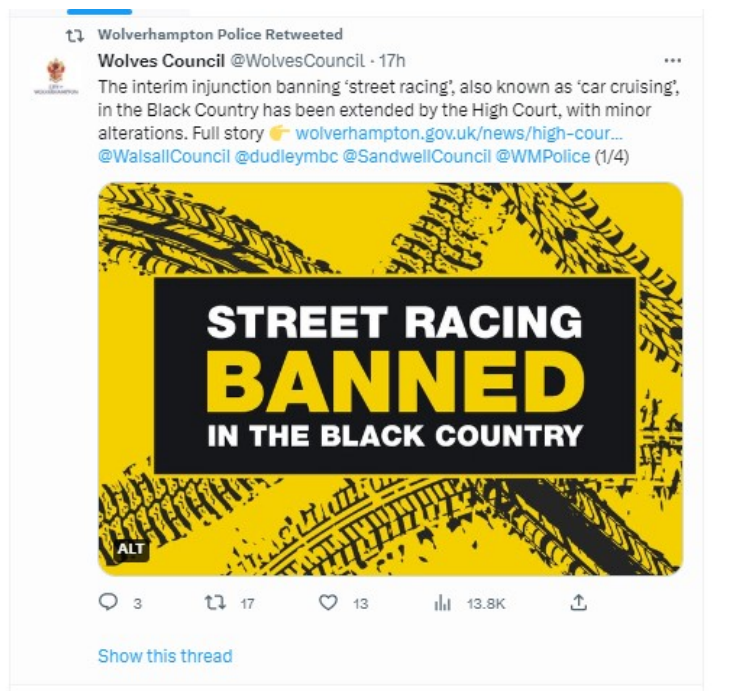 Wolverhampton Police Retweeted
Wolves Council @WolvesCouncil · 17h
The interim injunction banning ‘street racing’, also known as ‘car cruising’,
in the Black Country has been extended by the High Court, with minor
alterations. Full story 👉 wolverhampton.gov.uk/news/high-cour...
@WalsallCouncil @dudleymbc @SandwellCouncil @WMPolice (1/4)
STREET RACING
BANNED
IN THE BLACK COUNTRY
ALT
3 17 13 13.8K
Show this thread